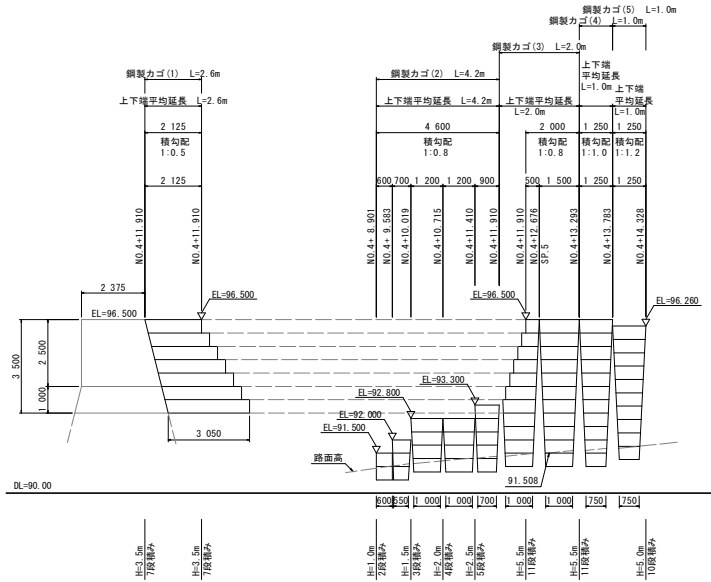 鋼製カゴ(5) L=1.0m
鋼製カゴ(4) L=1.0m
鋼製カゴ(3) L=2.0m
鋼製カゴ(1) L=2.6m
鋼製カゴ(2) L=4.2m
上下端
平均延長
L=1.0m
上下端
平均延長
L=1.0m
上下端平均延長 L=2.6m
上下端平均延長 L=4.2m
上下端平均延長
L=2.0m
2 125
積勾配
1:0.5
4 600
積勾配
1:0.8
2 000
積勾配
1:0.8
1 250
積勾配
1:1.0
1 250
積勾配
1:1.2
2 125
600
700
1 200
1 200
900
500
1 500
1 250
1 250
NO.4+11.910
NO.4+11.910
NO.4+ 8.901
NO.4+ 9.583
NO.4+10.019
NO.4+10.715
NO.4+11.410
NO.4+11.910
NO.4+11.910
NO.4+12.676
SP.5
NO.4+13.293
NO.4+13.783
NO.4+14.328
2 375
EL=96.500
EL=96.500
EL=96.500
EL=96.260
3 500
2 500
1 000
3 050
EL=93.300
EL=92.800
EL=92.000
EL=91.500
路面高
91.508
DL=90.00
600
550
1 000
1 000
700
1 000
1 000
750
750
H=3.5m
7段積み
H=3.5m
7段積み
H=1.0m
2段積み
H=1.5m
3段積み
H=2.0m
4段積み
H=2.5m
5段積み
H=5.5m
11段積み
H=5.5m
11段積み
H=5.0m
10段積み